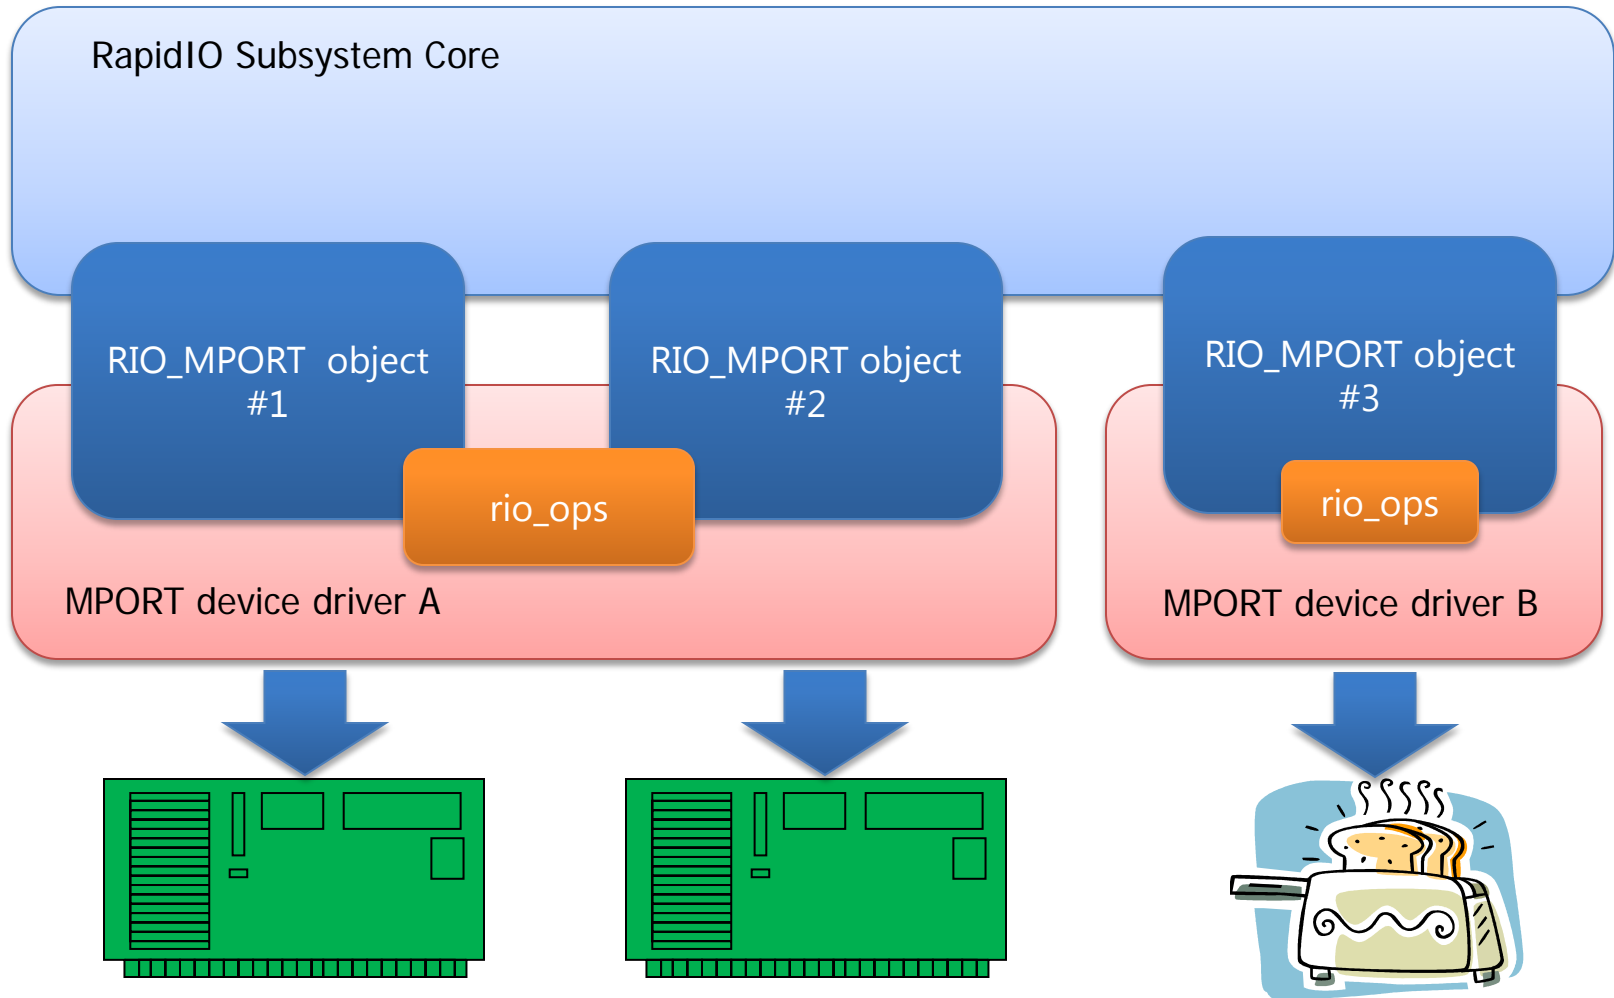 RapidIO Subsystem Core
RIO_MPORT object
#1
RIO_MPORT object
#2
RIO_MPORT object
#3
rio_ops
rio_ops
MPORT device driver A
MPORT device driver B